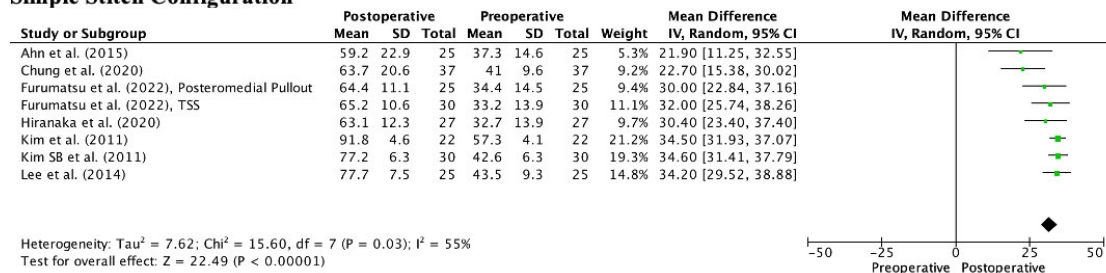 Simple Stitch Configuration
Postoperative Preoperative Mean Difference Mean Difference
Study or Subgroup Mean SD Total Mean SD Total Weight IV, Random, 95% CI IV, Random, 95% CI
Ahn et al. (2015) 59.2 22.9 25 37.3 14.6 25 5.3% 21.90 [11.25, 32.55]
Chung et al. (2020) 63.7 20.6 37 41 9.6 37 9.2% 22.70 [15.38, 30.02]
Furumatsu et al. (2022), Posteromedial Pullout 64.4 11.1 25 34.4 14.5 25 9.4% 30.00 [22.84, 37.16]
Furumatsu et al. (2022), TSS 65.2 10.6 30 33.2 13.9 30 11.1% 32.00 [25.74, 38.26]
Hiranaka et al. (2020) 63.1 12.3 27 32.7 13.9 27 9.7% 30.40 [23.40, 37.40]
Kim et al. (2011) 91.8 4.6 22 57.3 4.1 22 21.2% 34.50 [31.93, 37.07]
Kim SB et al. (2011) 77.2 6.3 30 42.6 6.3 30 19.3% 34.60 [31.41, 37.79]
Lee et al. (2014) 77.7 7.5 25 43.5 9.3 25 14.8% 34.20 [29.52, 38.88]
Heterogeneity: Tau² = 7.62; Chi² = 15.60, df = 7 (P = 0.03); I² = 55%
Test for overall effect: Z = 22.49 (P < 0.00001)
-50 -25 0 25 50
Preoperative Postoperative